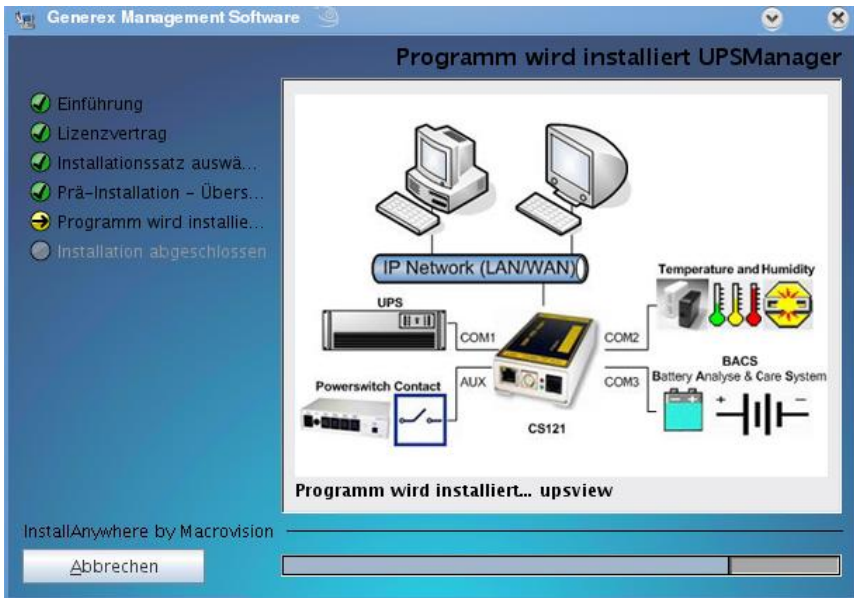 Generex Management Software
Programm wird installiert UPSManager
Einführung
Lizenzvertrag
Installationssatz auswä...
Prä-Installation - Übers...
Programm wird installie...
Installation abgeschlossen
IP Network (LAN/WAN)
Temperature and Humidity
UPS
COM1
COM2
BACS
Battery Analyse & Care System
Powerswitch Contact
AUX
COM3
+
−
CS121
Programm wird installiert... upsview
InstallAnywhere by Macrovision
Abbrechen